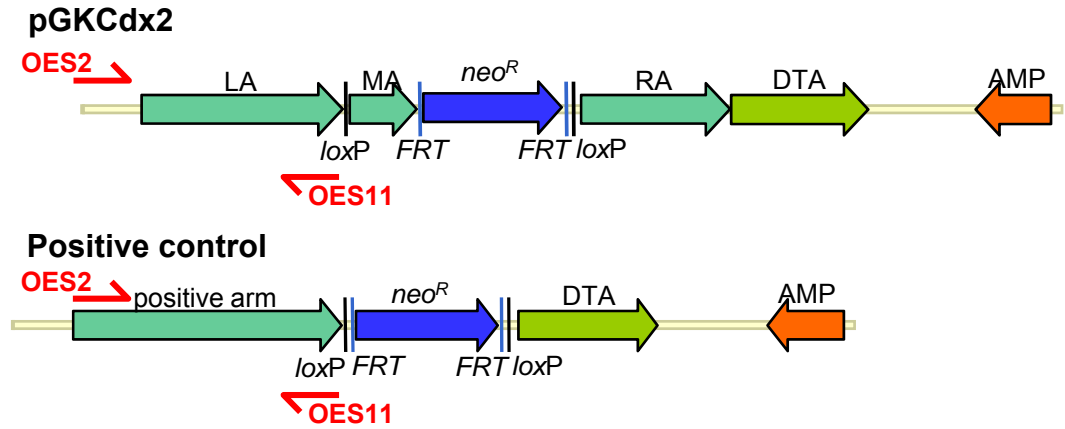 pGKCdx2
OES2
LA MA neoᴿ RA DTA AMP
loxP FRT FRT loxP
OES11
Positive control
OES2
positive arm neoᴿ DTA AMP
loxP FRT FRT loxP
OES11